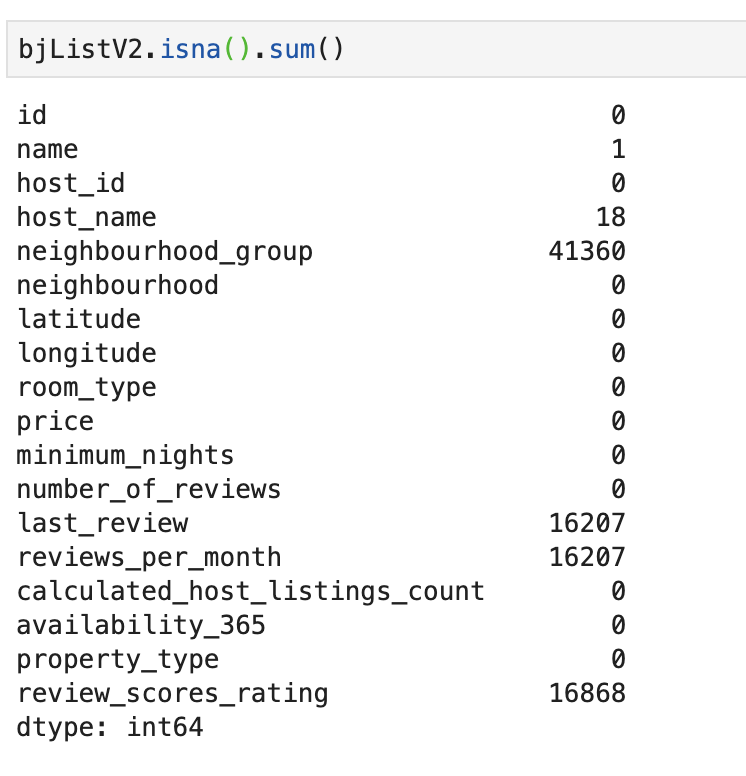 bjListV2.isna().sum()
id 0
name 1
host_id 0
host_name 18
neighbourhood_group 41360
neighbourhood 0
latitude 0
longitude 0
room_type 0
price 0
minimum_nights 0
number_of_reviews 0
last_review 16207
reviews_per_month 16207
calculated_host_listings_count 0
availability_365 0
property_type 0
review_scores_rating 16868
dtype: int64